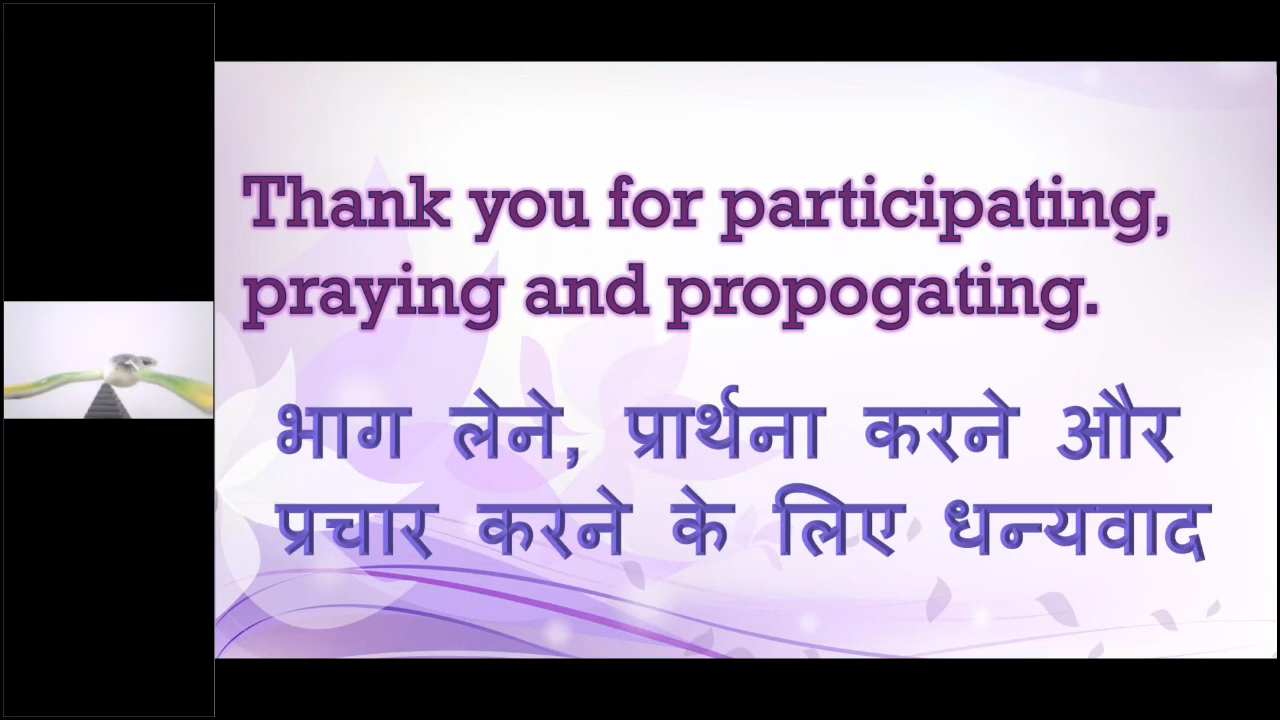 Thank you for participating,
praying and propogating.
भाग लेने, प्रार्थना करने और
प्रचार करने के लिए धन्यवाद